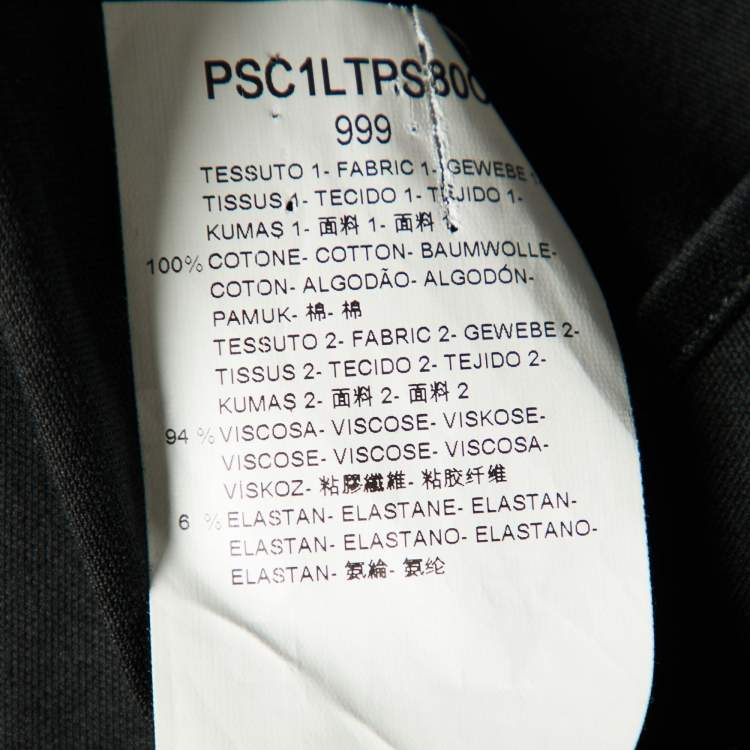 PSC1LTPS800
999
TESSUTO 1- FABRIC 1- GEWEBE 1-
TISSUS 1- TECIDO 1- TEJIDO 1-
KUMAŞ 1- 面料 1- 面料 1
100% COTONE- COTTON- BAUMWOLLE-
COTON- ALGODÃO- ALGODÓN-
PAMUK- 棉- 棉
TESSUTO 2- FABRIC 2- GEWEBE 2-
TISSUS 2- TECIDO 2- TEJIDO 2-
KUMAŞ 2- 面料 2- 面料 2
94 % VISCOSA- VISCOSE- VISKOSE-
VISCOSE- VISCOSE- VISCOSA-
VİSKOZ- 粘膠纖維- 粘胶纤维
6 % ELASTAN- ELASTANE- ELASTAN-
ELASTAN- ELASTANO- ELASTANO-
ELASTAN- 氨綸- 氨纶